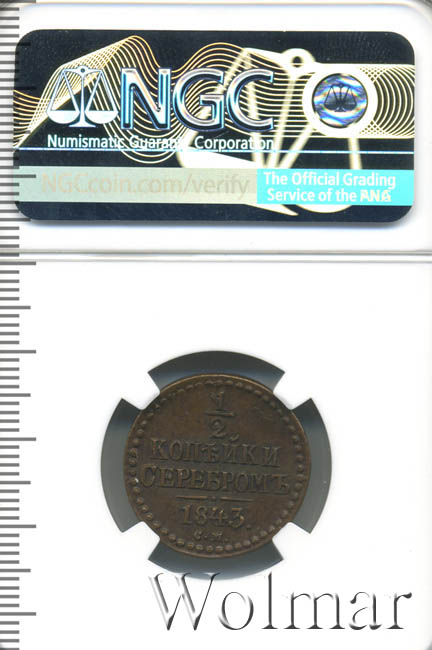 NGC
Numismatic Guaranty Corporation
NGCcoin.com/verify
The Official Grading
Service of the ANA
1/2
КОПѢЙКИ
СЕРЕБРОМЪ
1843.
С.М.
Wolmar